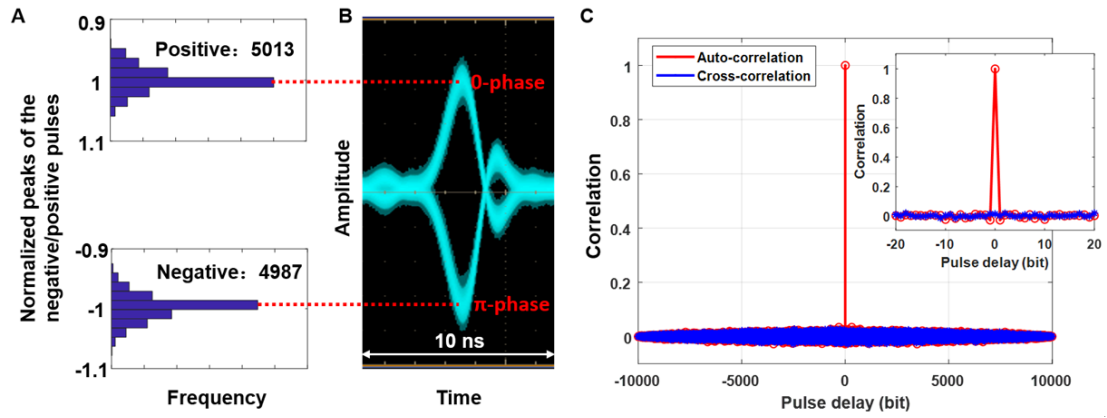 A
Normalized peaks of the
negative/positive pulses
0.9
1
1.1
Positive: 5013
-0.9
-1
-1.1
Negative: 4987
Frequency
B
Amplitude
0-phase
π-phase
10 ns
Time
C
Correlation
1
0.8
0.6
0.4
0.2
0
-10000
-5000
0
5000
10000
Pulse delay (bit)
Auto-correlation
Cross-correlation
Correlation
1
0.8
0.6
0.4
0.2
0
-20
-10
0
10
20
Pulse delay (bit)